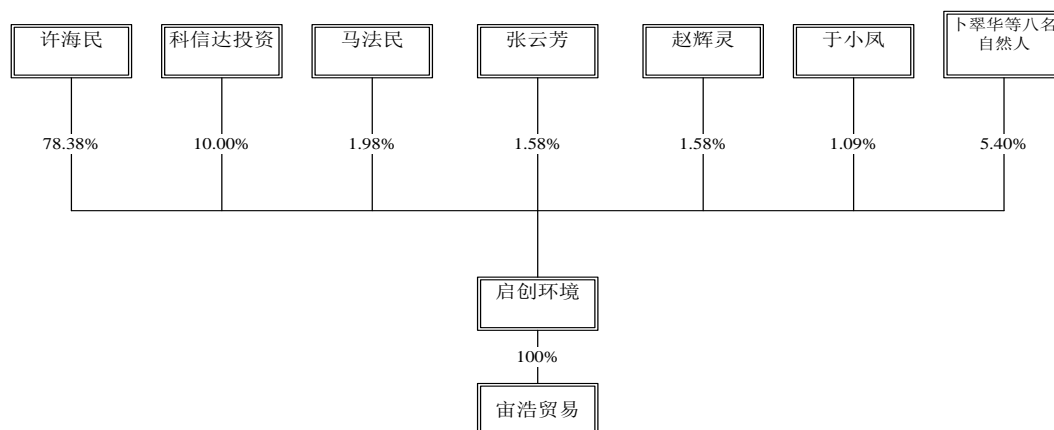 许海民
科信达投资
马法民
张云芳
赵辉灵
于小凤
卜翠华等八名
自然人
78.38%
10.00%
1.98%
1.58%
1.58%
1.09%
5.40%
启创环境
100%
宙浩贸易